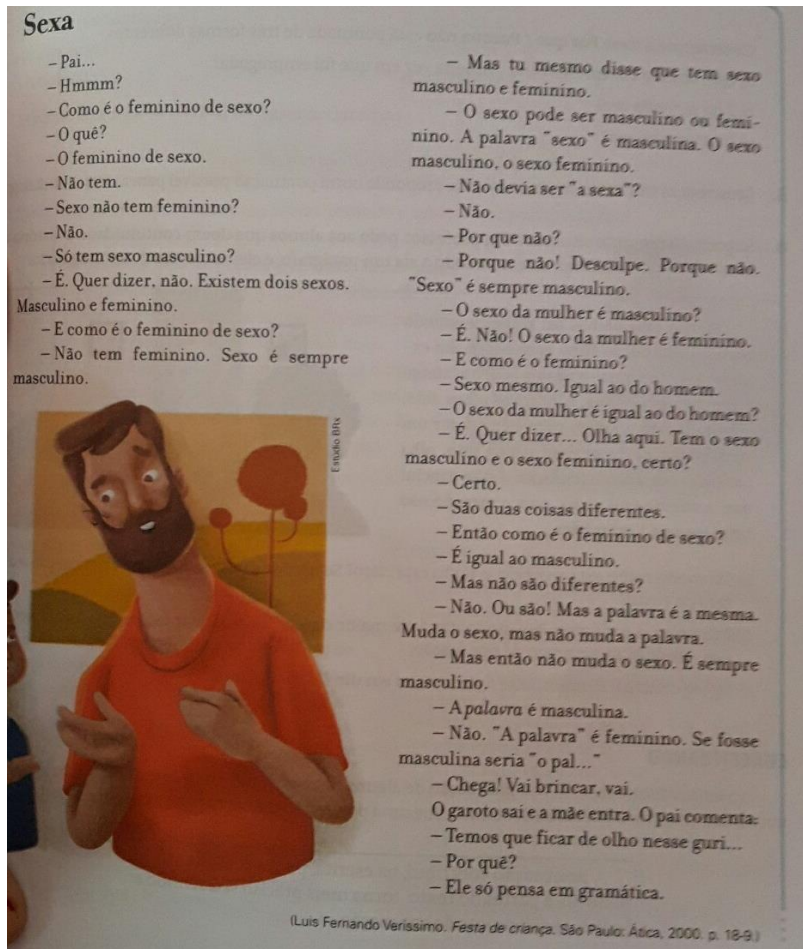 Sexa
– Pai...
– Hmmm?
– Como é o feminino de sexo?
– O quê?
– O feminino de sexo.
– Não tem.
– Sexo não tem feminino?
– Não.
– Só tem sexo masculino?
– É. Quer dizer, não. Existem dois sexos.
Masculino e feminino.
– E como é o feminino de sexo?
– Não tem feminino. Sexo é sempre
masculino.
Estúdio BRx
– Mas tu mesmo disse que tem sexo
masculino e feminino.
– O sexo pode ser masculino ou femi-
nino. A palavra "sexo" é masculina. O sexo
masculino, o sexo feminino.
– Não devia ser "a sexa"?
– Não.
– Por que não?
– Porque não! Desculpe. Porque não.
"Sexo" é sempre masculino.
– O sexo da mulher é masculino?
– É. Não! O sexo da mulher é feminino.
– E como é o feminino?
– Sexo mesmo. Igual ao do homem.
– O sexo da mulher é igual ao do homem?
– É. Quer dizer... Olha aqui. Tem o sexo
masculino e o sexo feminino, certo?
– Certo.
– São duas coisas diferentes.
– Então como é o feminino de sexo?
– É igual ao masculino.
– Mas não são diferentes?
– Não. Ou são! Mas a palavra é a mesma.
Muda o sexo, mas não muda a palavra.
– Mas então não muda o sexo. É sempre
masculino.
– A palavra é masculina.
– Não. "A palavra" é feminino. Se fosse
masculina seria "o pal..."
– Chega! Vai brincar, vai.
O garoto sai e a mãe entra. O pai comenta:
– Temos que ficar de olho nesse guri...
– Por quê?
– Ele só pensa em gramática.
(Luis Fernando Verissimo. Festa de criança. São Paulo: Ática, 2000. p. 18-9.)